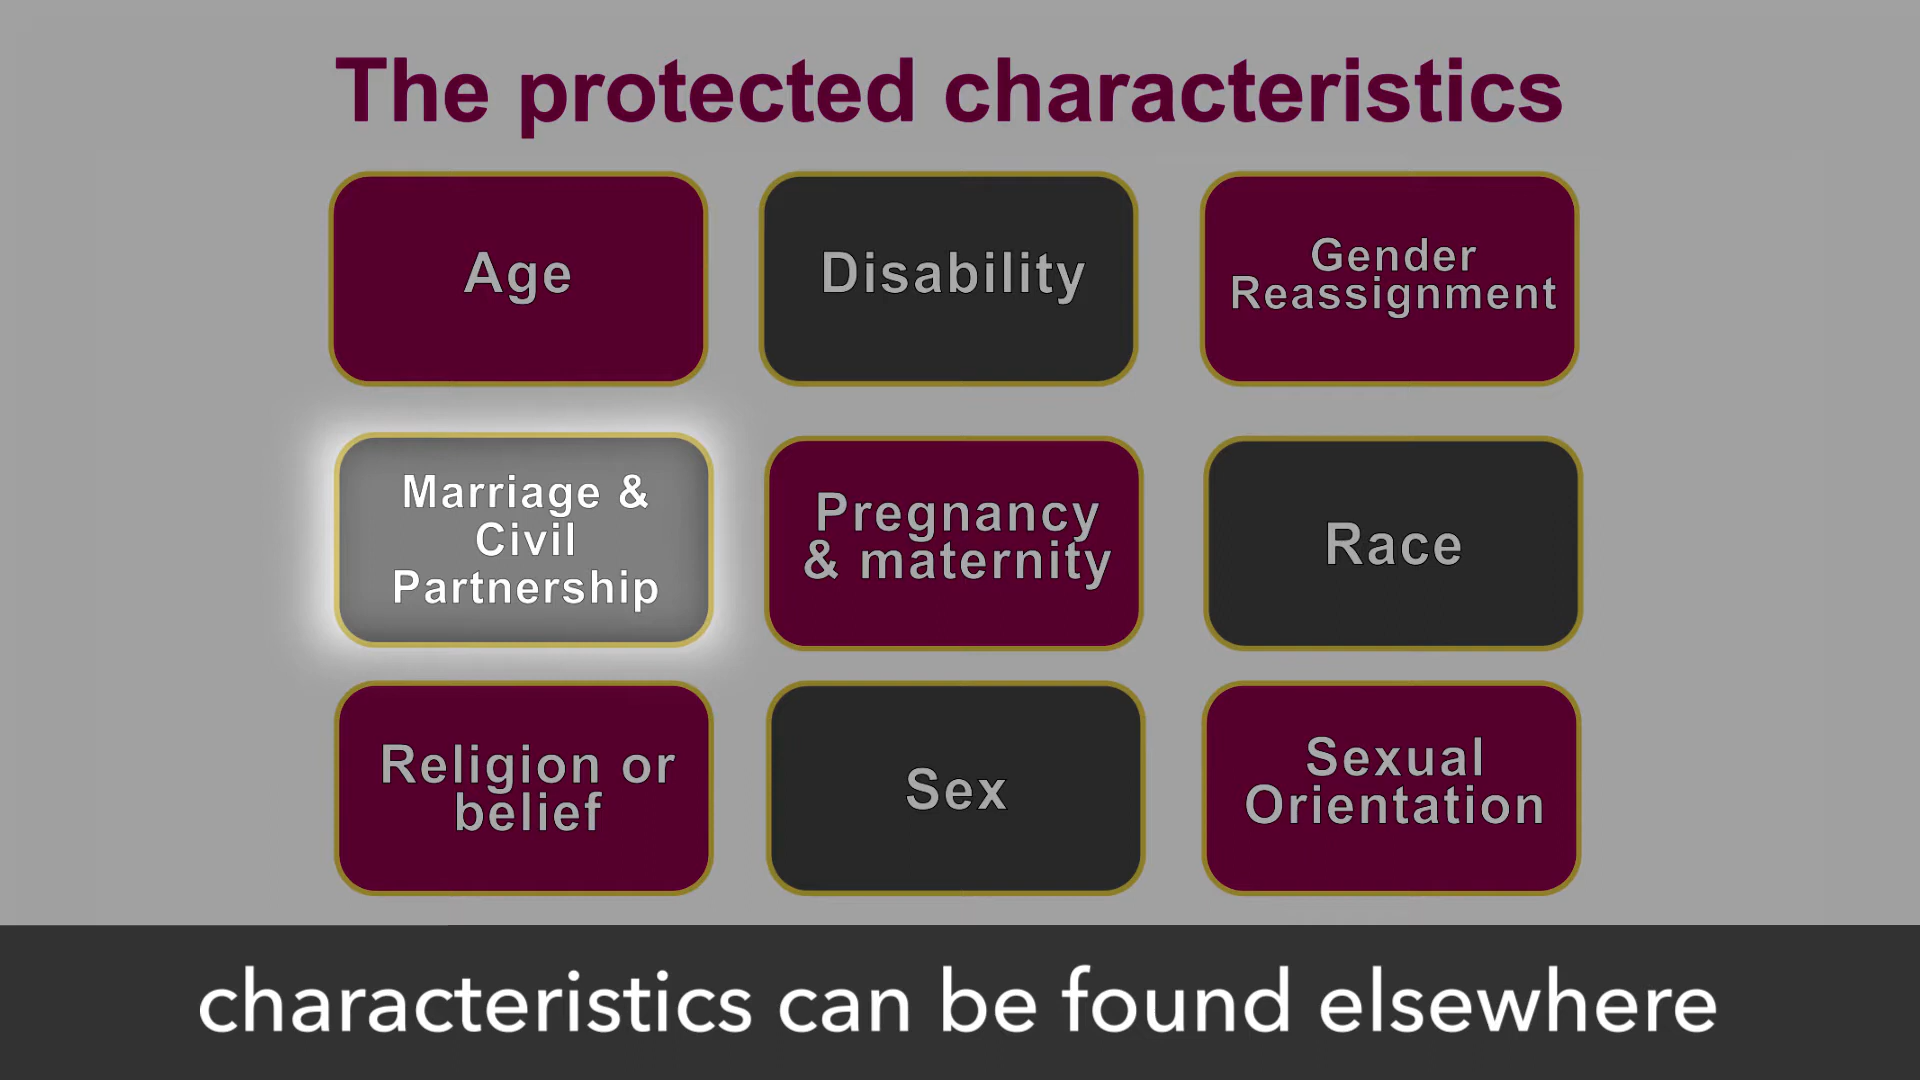 The protected characteristics
Age
Disability
Gender
Reassignment
Marriage &
Civil
Partnership
Pregnancy
& maternity
Race
Religion or
belief
Sex
Sexual
Orientation
characteristics can be found elsewhere